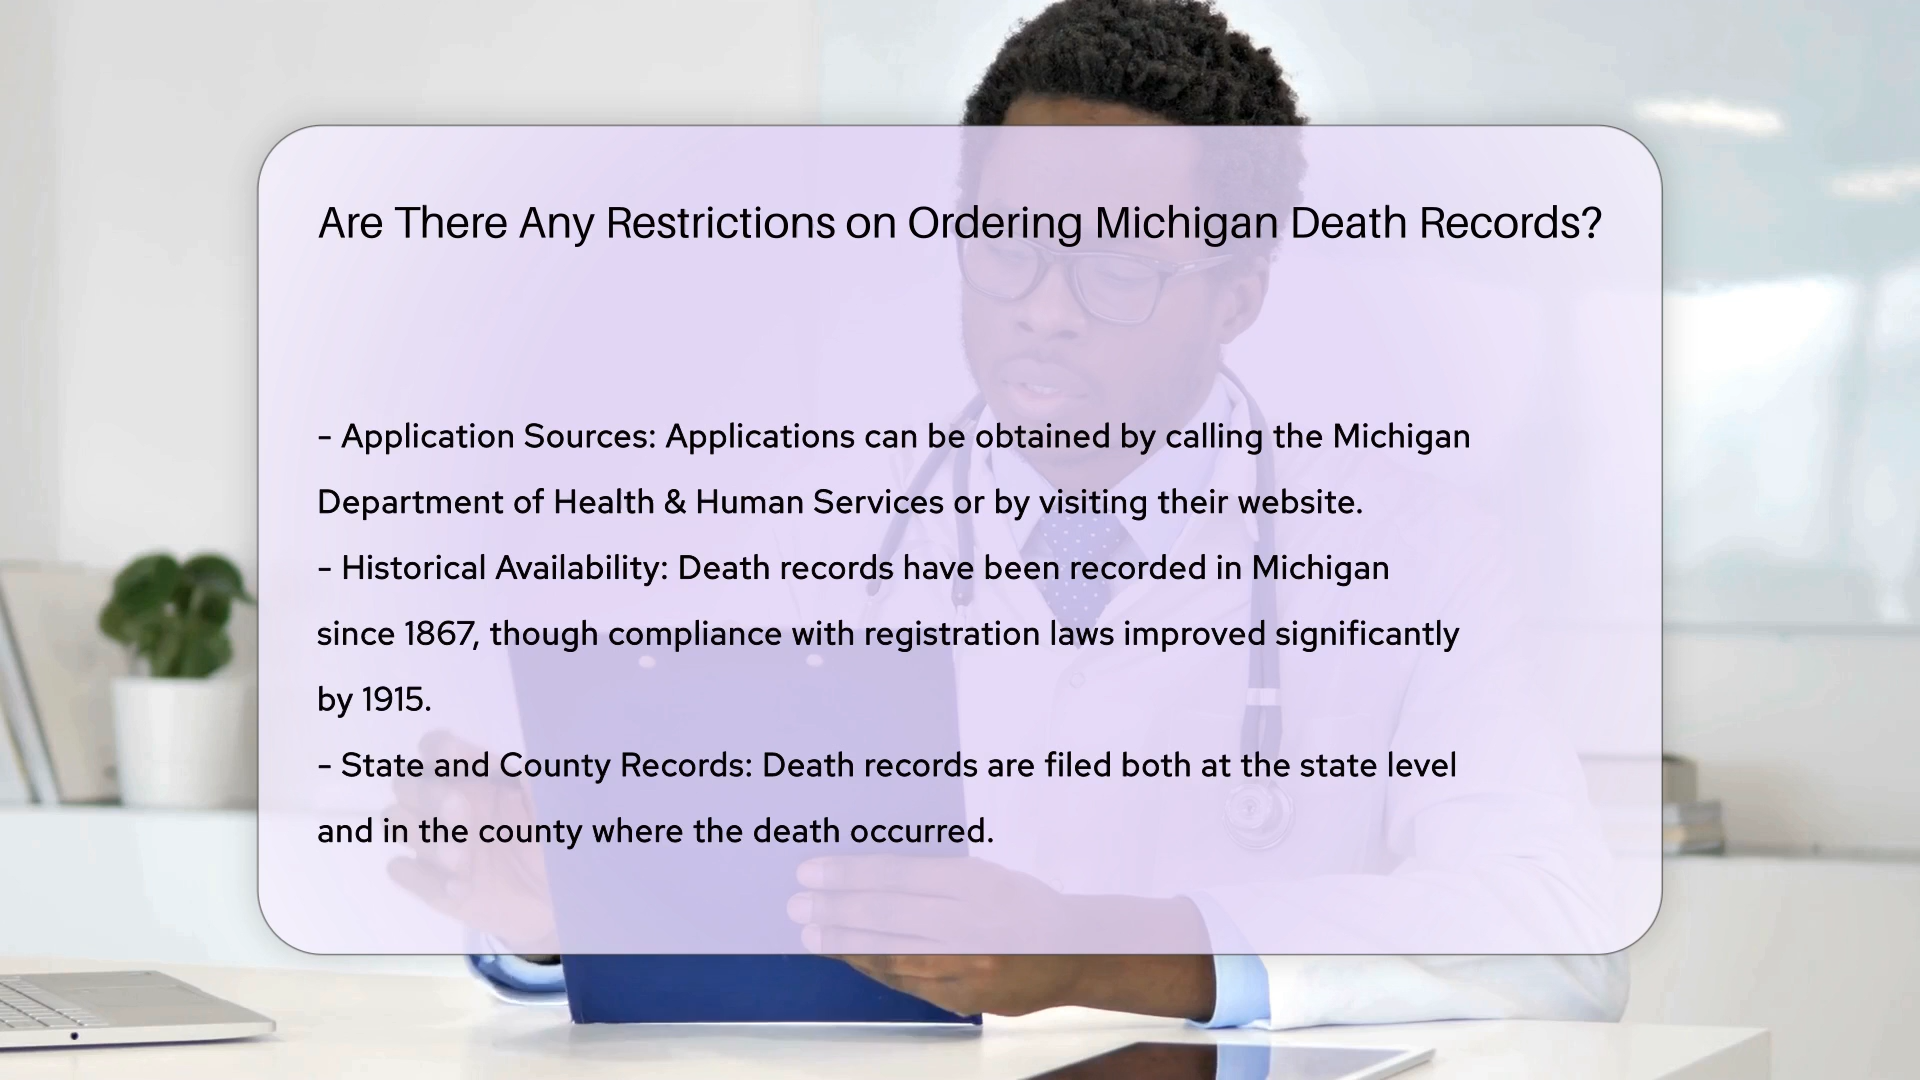 Are There Any Restrictions on Ordering Michigan Death Records?
– Application Sources: Applications can be obtained by calling the Michigan
Department of Health & Human Services or by visiting their website.
– Historical Availability: Death records have been recorded in Michigan
since 1867, though compliance with registration laws improved significantly
by 1915.
– State and County Records: Death records are filed both at the state level
and in the county where the death occurred.